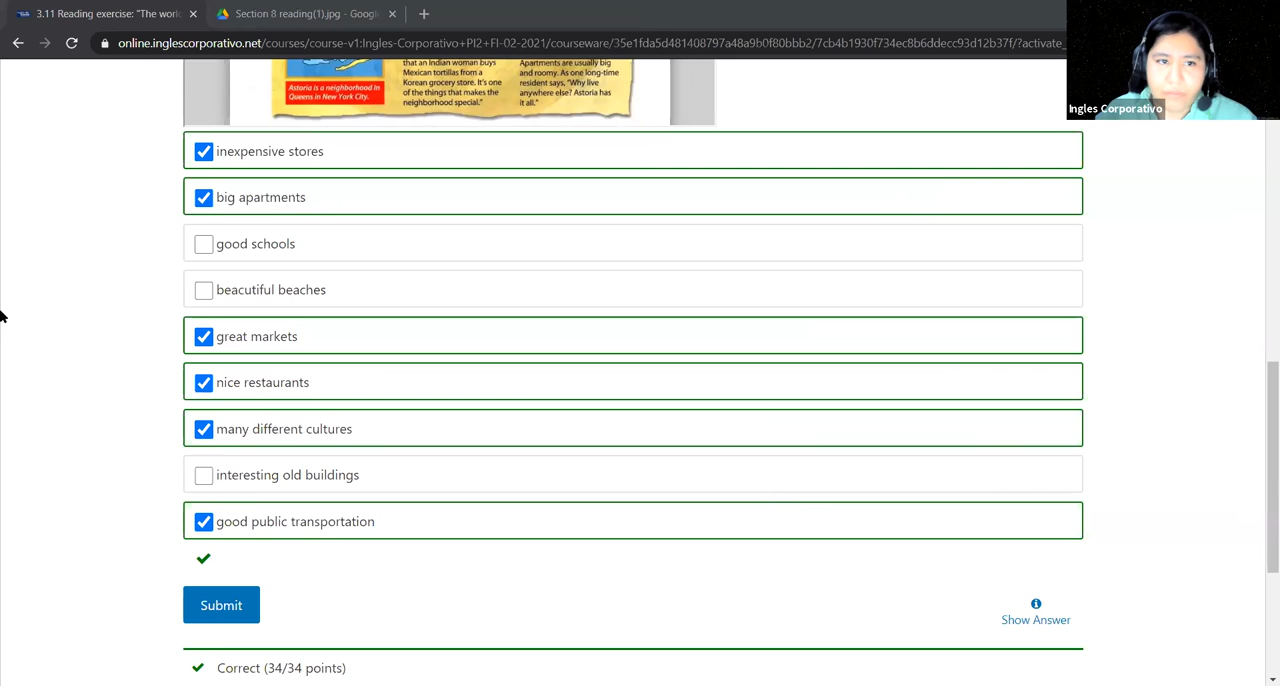 3.11 Reading exercise: "The work
Section 8 reading(1).jpg - Google
online.inglescorporativo.net/courses/course-v1:Ingles-Corporativo+PI2+FI-02-2021/courseware/35e1fda5d481408797a48a9b0f80bbb2/7cb4b1930f734ec8b6ddecc93d12b37f/?activate_
Ingles Corporativo
Astoria is a neighborhood in
Queens in New York City.
that an Indian woman buys
Mexican tortillas from a
Korean grocery store. It's one
of the things that makes the
neighborhood special."
Apartments are usually big
and roomy. As one long-time
resident says, "Why live
anywhere else? Astoria has
it all."
inexpensive stores
big apartments
good schools
beacutiful beaches
great markets
nice restaurants
many different cultures
interesting old buildings
good public transportation
Submit
Show Answer
Correct (34/34 points)